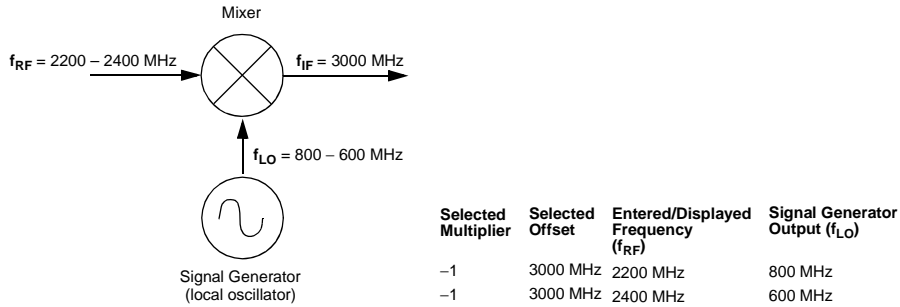 Mixer
fRF = 2200 – 2400 MHz
fIF = 3000 MHz
fLO = 800 – 600 MHz
Signal Generator
(local oscillator)
Selected Multiplier Selected Offset Entered/Displayed Frequency (fRF) Signal Generator Output (fLO)
–1 3000 MHz 2200 MHz 800 MHz
–1 3000 MHz 2400 MHz 600 MHz